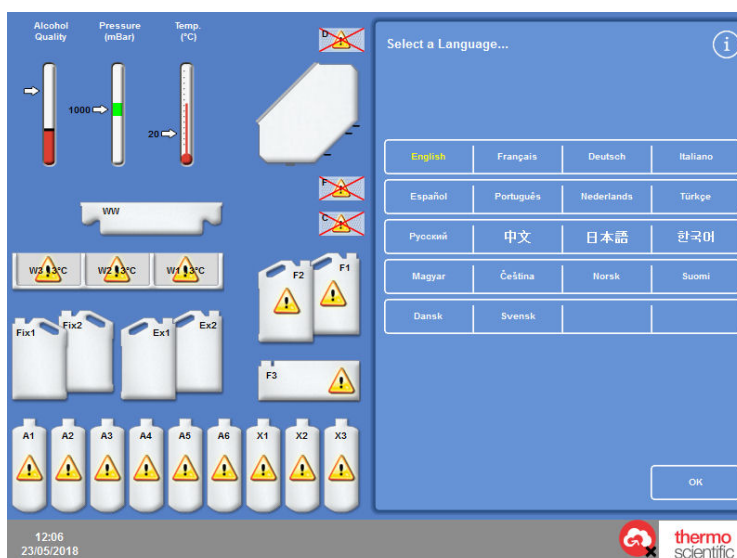 Alcohol Quality
Pressure (mBar)
Temp. (°C)
1000
20
D
F
C
WW
W3 3°C
W2 3°C
W1 3°C
F2
F1
Fix1
Fix2
Ex1
Ex2
F3
A1
A2
A3
A4
A5
A6
X1
X2
X3
12:06
23/05/2018
Select a Language...
i
English Français Deutsch Italiano
Español Português Nederlands Türkçe
Русский 中文 日本語 한국어
Magyar Čeština Norsk Suomi
Dansk Svensk
OK
thermo
scientific